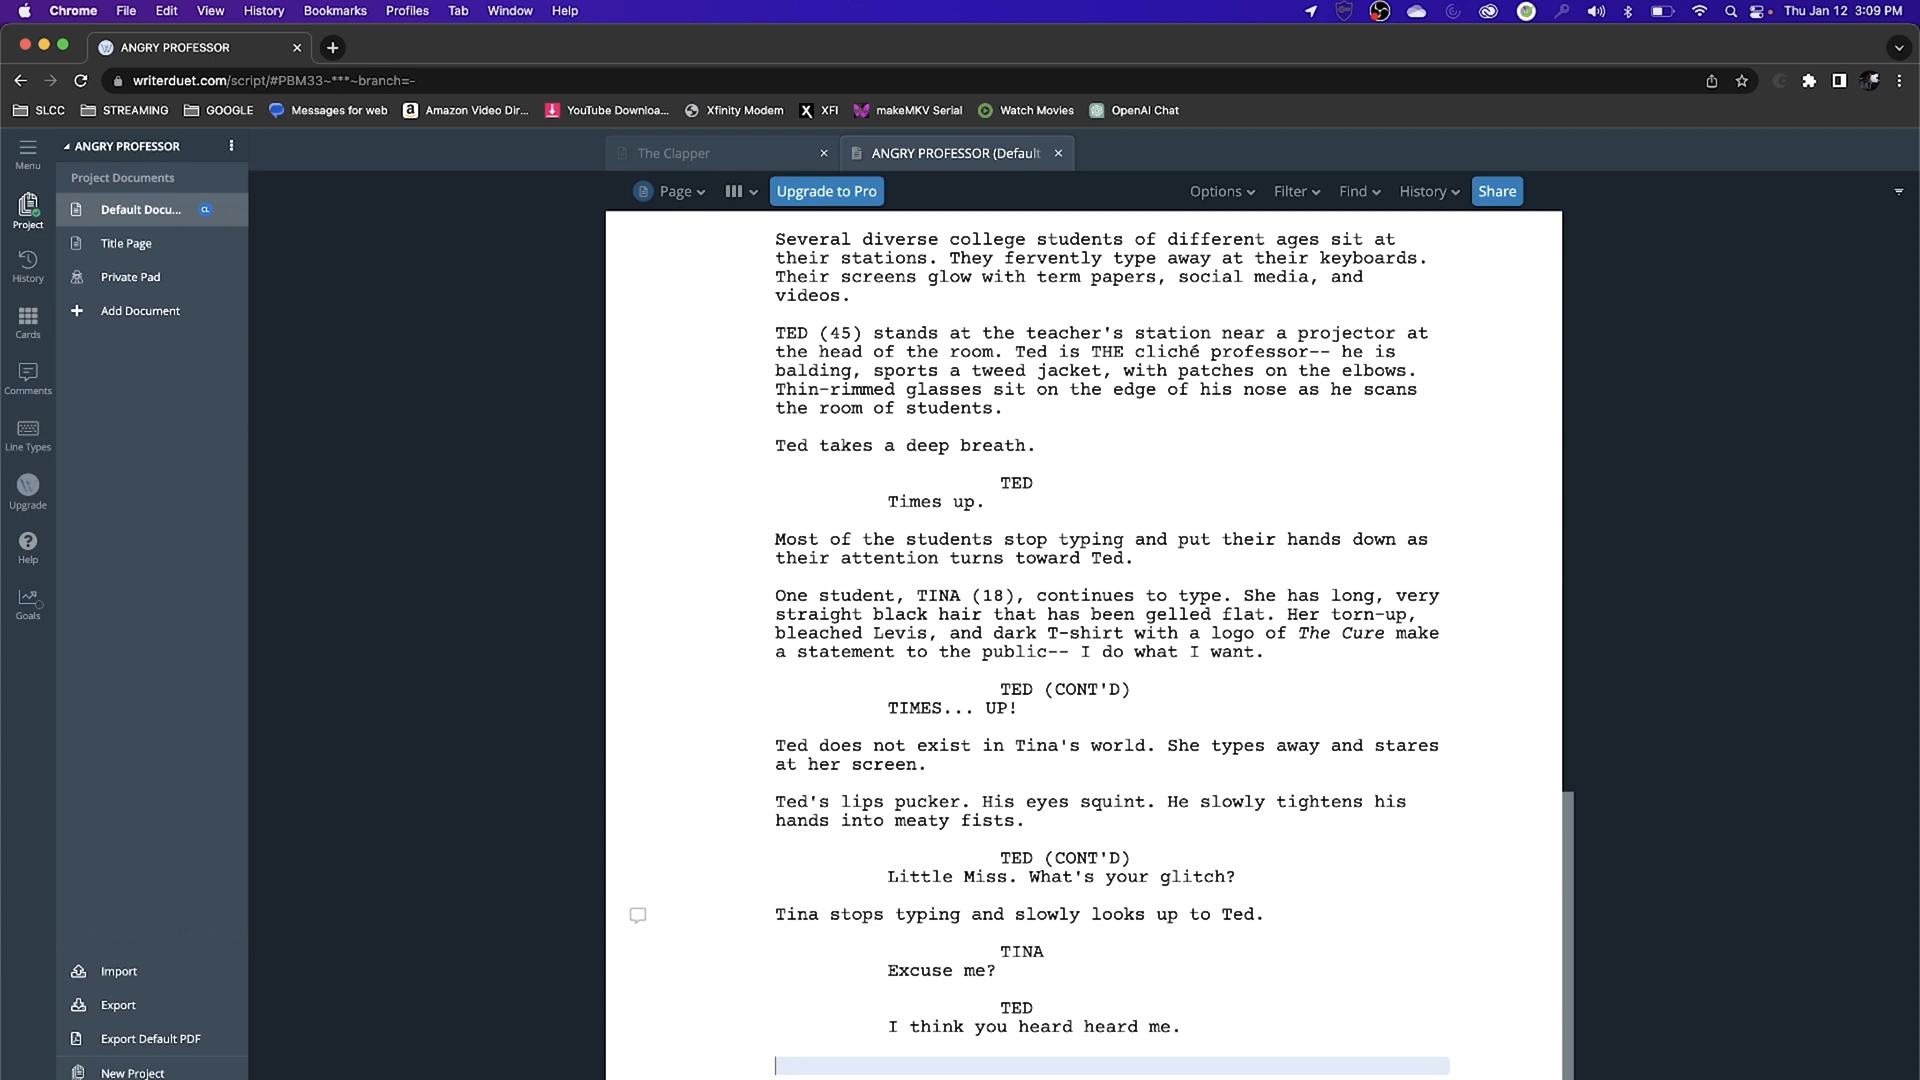 Chrome File Edit View History Bookmarks Profiles Tab Window Help Thu Jan 12 3:09 PM
ANGRY PROFESSOR
writerduet.com/script/#PBM33~***~branch=-
SLCC STREAMING GOOGLE Messages for web Amazon Video Dir... YouTube Downloa... Xfinity Modem XFI makeMKV Serial Watch Movies OpenAI Chat
Menu
Project
History
Cards
Comments
Line Types
Upgrade
Help
Goals
ANGRY PROFESSOR
Project Documents
Default Docu... CL
Title Page
Private Pad
Add Document
Import
Export
Export Default PDF
New Project
The Clapper ANGRY PROFESSOR (Default
Page Upgrade to Pro Options Filter Find History Share
Several diverse college students of different ages sit at
their stations. They fervently type away at their keyboards.
Their screens glow with term papers, social media, and
videos.
TED (45) stands at the teacher's station near a projector at
the head of the room. Ted is THE cliché professor-- he is
balding, sports a tweed jacket, with patches on the elbows.
Thin-rimmed glasses sit on the edge of his nose as he scans
the room of students.
Ted takes a deep breath.
TED
Times up.
Most of the students stop typing and put their hands down as
their attention turns toward Ted.
One student, TINA (18), continues to type. She has long, very
straight black hair that has been gelled flat. Her torn-up,
bleached Levis, and dark T-shirt with a logo of The Cure make
a statement to the public-- I do what I want.
TED (CONT'D)
TIMES... UP!
Ted does not exist in Tina's world. She types away and stares
at her screen.
Ted's lips pucker. His eyes squint. He slowly tightens his
hands into meaty fists.
TED (CONT'D)
Little Miss. What's your glitch?
Tina stops typing and slowly looks up to Ted.
TINA
Excuse me?
TED
I think you heard heard me.